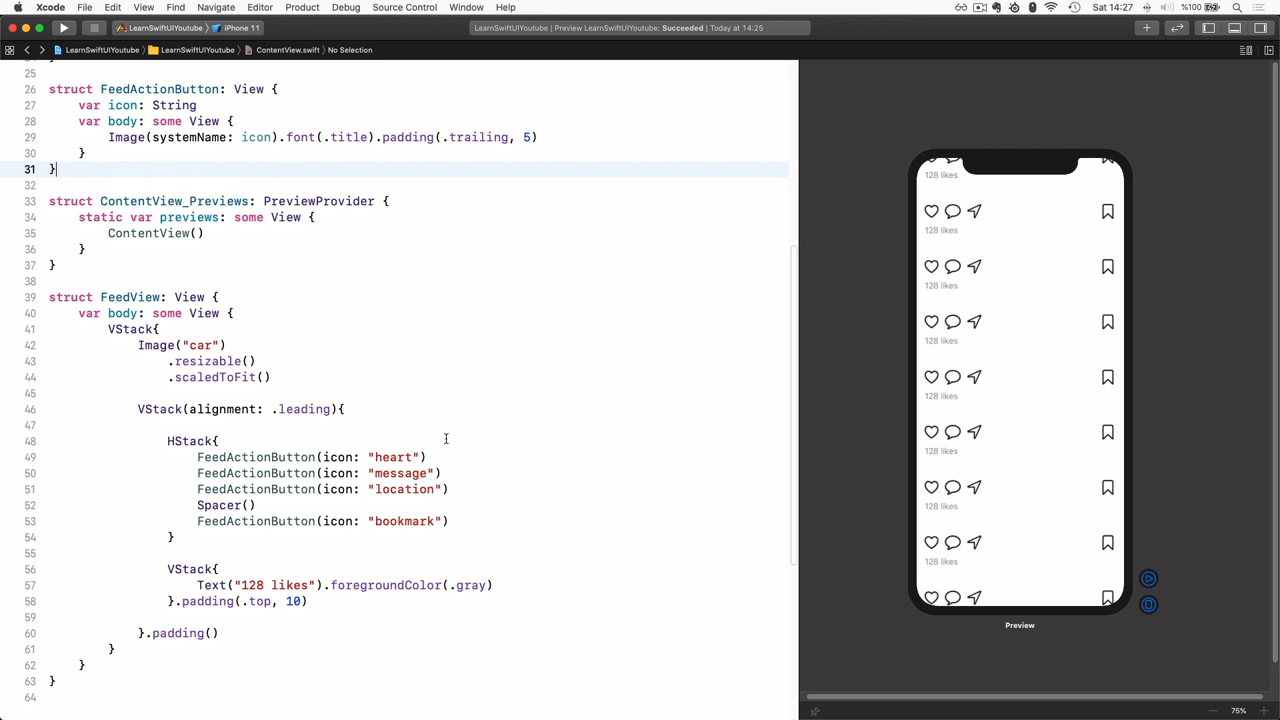 Xcode File Edit View Find Navigate Editor Product Debug Source Control Window Help Sat 14:27 %100
LearnSwiftUIYoutube iPhone 11 LearnSwiftUIYoutube | Preview LearnSwiftUIYoutube: Succeeded | Today at 14:25
LearnSwiftUIYoutube LearnSwiftUIYoutube ContentView.swift No Selection
25
26 struct FeedActionButton: View {
27 var icon: String
28 var body: some View {
29 Image(systemName: icon).font(.title).padding(.trailing, 5)
30 }
31 }
32
33 struct ContentView_Previews: PreviewProvider {
34 static var previews: some View {
35 ContentView()
36 }
37 }
38
39 struct FeedView: View {
40 var body: some View {
41 VStack{
42 Image("car")
43 .resizable()
44 .scaledToFit()
45
46 VStack(alignment: .leading){
47
48 HStack{
49 FeedActionButton(icon: "heart")
50 FeedActionButton(icon: "message")
51 FeedActionButton(icon: "location")
52 Spacer()
53 FeedActionButton(icon: "bookmark")
54 }
55
56 VStack{
57 Text("128 likes").foregroundColor(.gray)
58 }.padding(.top, 10)
59
60 }.padding()
61 }
62 }
63 }
64
128 likes
128 likes
128 likes
128 likes
128 likes
128 likes
128 likes
128 likes
Preview
75%